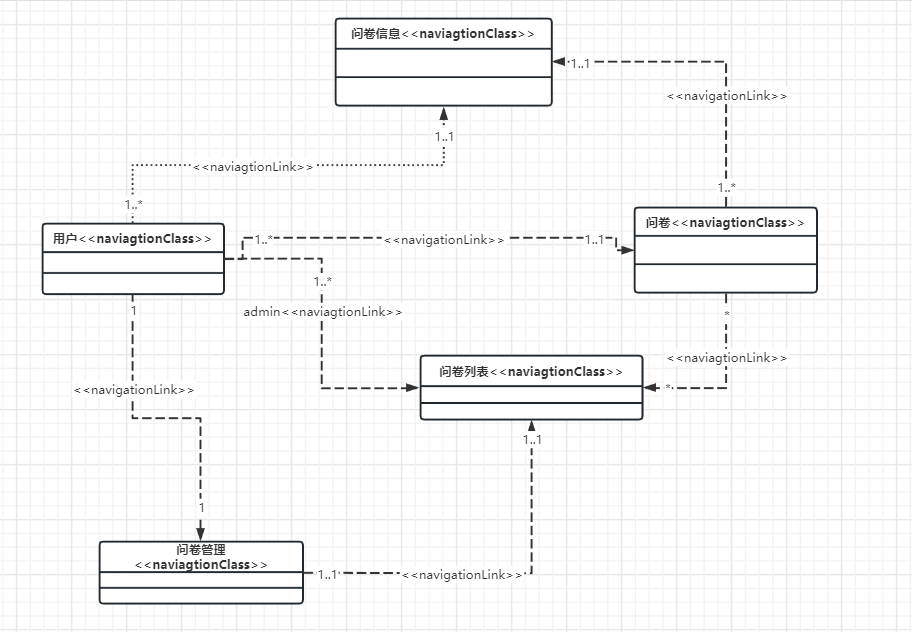 问卷信息<<naviagtionClass>>
1..1
<<navigationLink>>
1..1
<<naviagtionLink>>
1..*
1..*
用户<<naviagtionClass>>
问卷<<naviagtionClass>>
1..*
<<navigationLink>>
1..1
1..*
admin<<naviagtionLink>>
1
*
<<naviagtionLink>>
问卷列表<<naviagtionClass>>
*
<<navigationLink>>
1..1
1
问卷管理
<<naviagtionClass>>
1..1
<<navigationLink>>